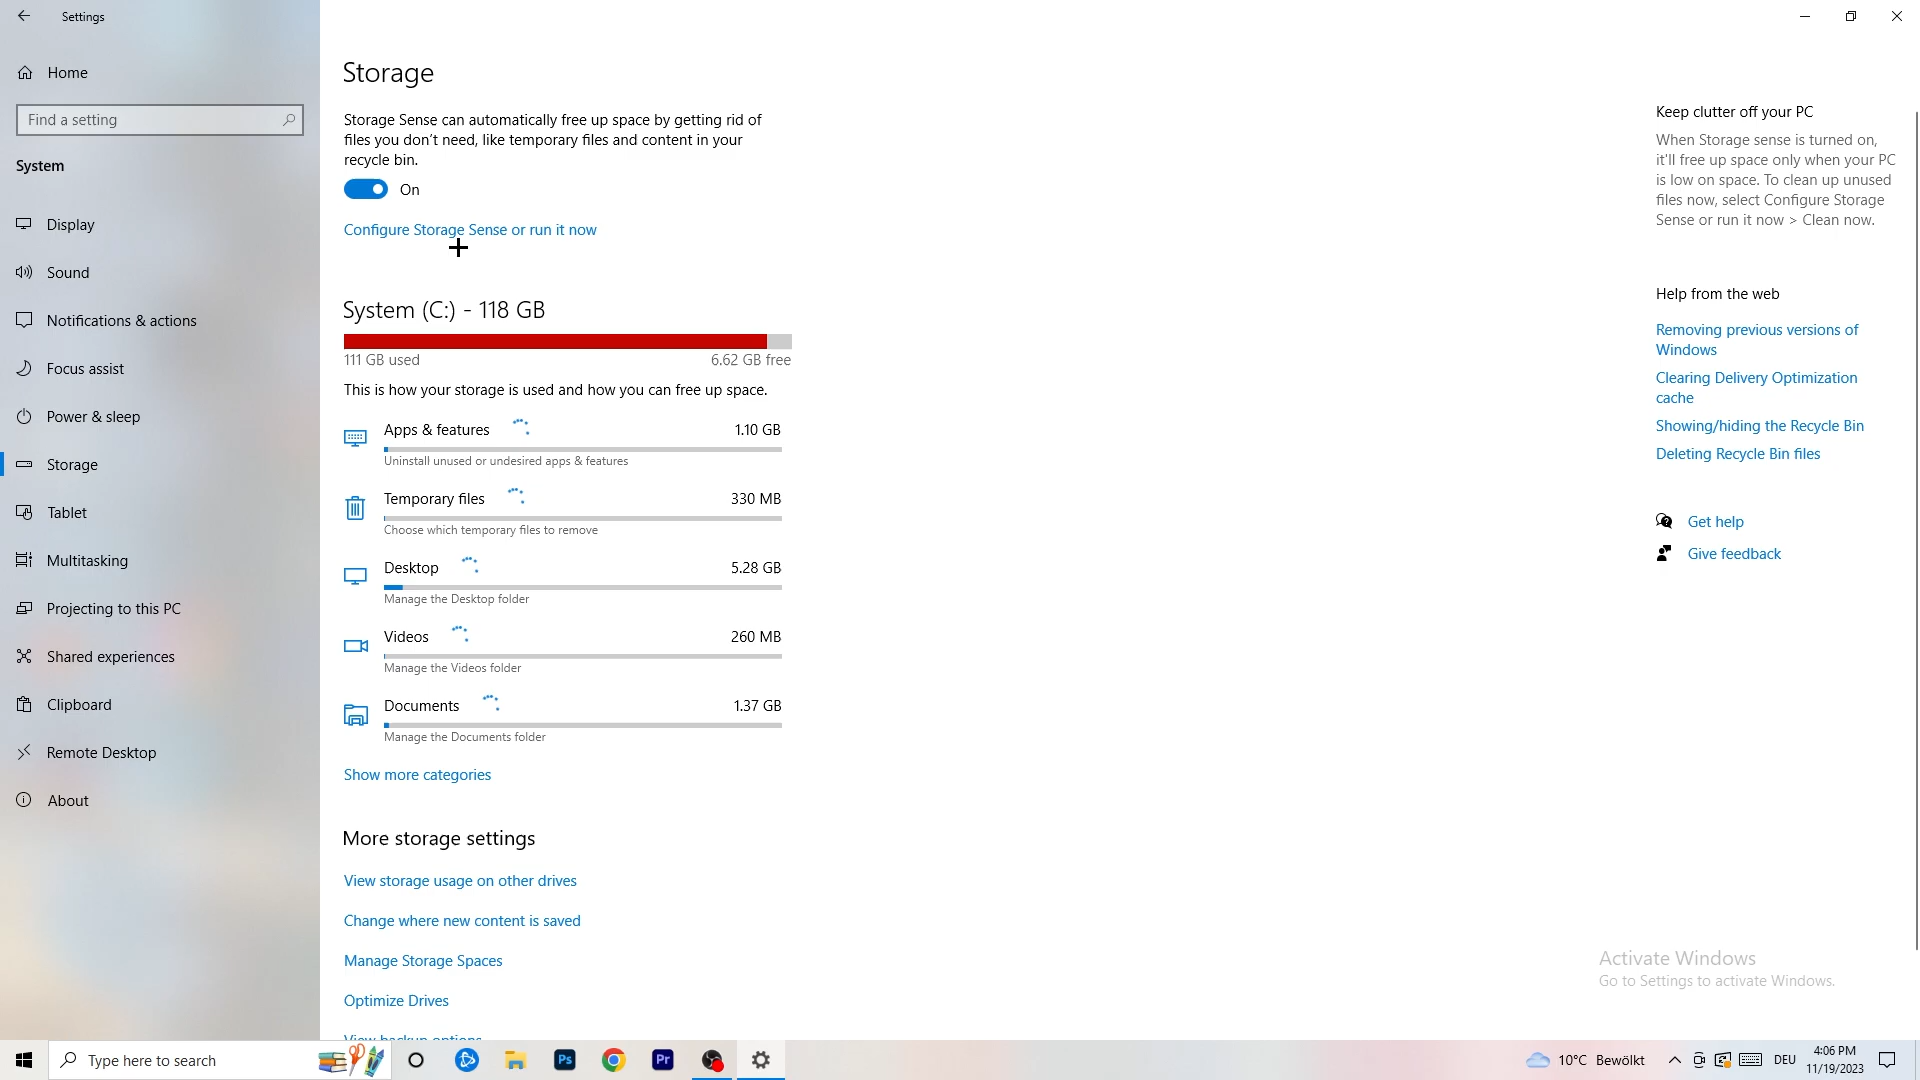 Settings
Home
Find a setting
System
Display
Sound
Notifications & actions
Focus assist
Power & sleep
Storage
Tablet
Multitasking
Projecting to this PC
Shared experiences
Clipboard
Remote Desktop
About
Storage
Storage Sense can automatically free up space by getting rid of
files you don't need, like temporary files and content in your
recycle bin.
On
Configure Storage Sense or run it now
System (C:) - 118 GB
111 GB used 6.62 GB free
This is how your storage is used and how you can free up space.
Apps & features 1.10 GB
Uninstall unused or undesired apps & features
Temporary files 330 MB
Choose which temporary files to remove
Desktop 5.28 GB
Manage the Desktop folder
Videos 260 MB
Manage the Videos folder
Documents 1.37 GB
Manage the Documents folder
Show more categories
More storage settings
View storage usage on other drives
Change where new content is saved
Manage Storage Spaces
Optimize Drives
View backup options
Keep clutter off your PC
When Storage sense is turned on,
it'll free up space only when your PC
is low on space. To clean up unused
files now, select Configure Storage
Sense or run it now > Clean now.
Help from the web
Removing previous versions of
Windows
Clearing Delivery Optimization
cache
Showing/hiding the Recycle Bin
Deleting Recycle Bin files
Get help
Give feedback
Activate Windows
Go to Settings to activate Windows.
Type here to search
Ps
Pr
10°C Bewölkt
DEU
4:06 PM
11/19/2023